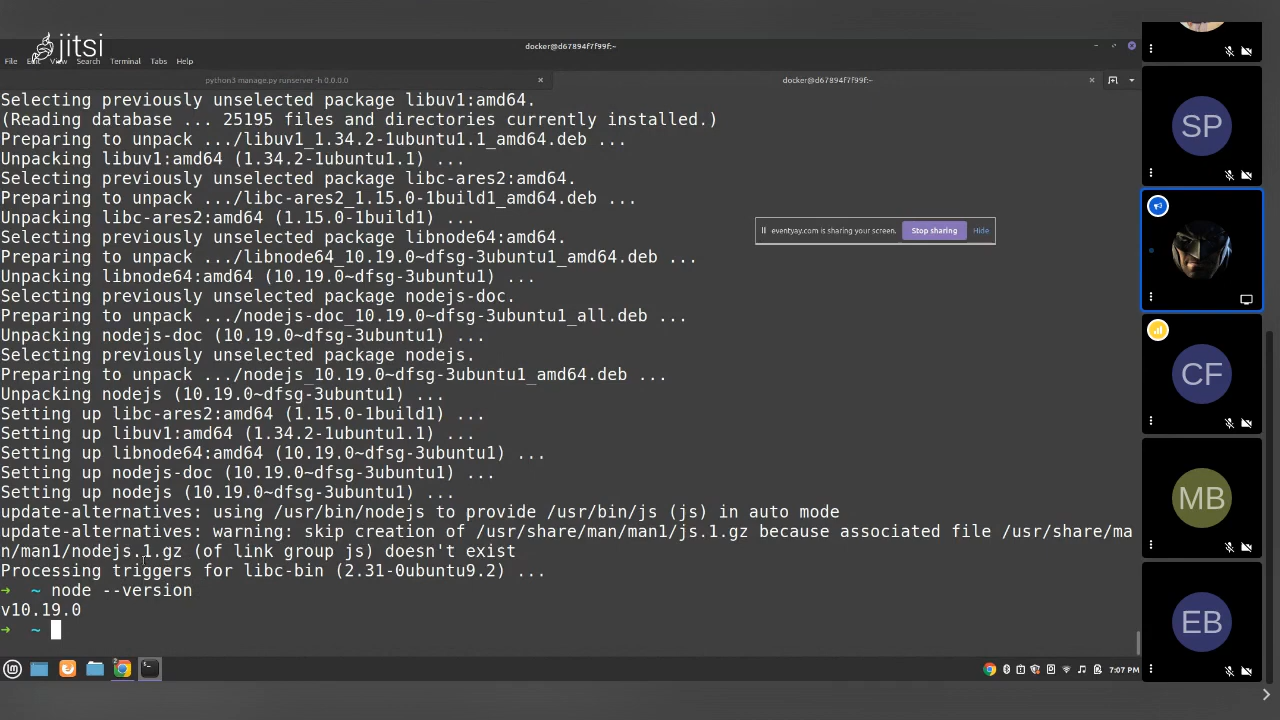 jitsi
docker@d67894f7f99f:~
File Edit View Search Terminal Tabs Help
python3 manage.py runserver -h 0.0.0.0
docker@d67894f7f99f:~
Selecting previously unselected package libuv1:amd64.
(Reading database ... 25195 files and directories currently installed.)
Preparing to unpack .../libuv1_1.34.2-1ubuntu1.1_amd64.deb ...
Unpacking libuv1:amd64 (1.34.2-1ubuntu1.1) ...
Selecting previously unselected package libc-ares2:amd64.
Preparing to unpack .../libc-ares2_1.15.0-1build1_amd64.deb ...
Unpacking libc-ares2:amd64 (1.15.0-1build1) ...
Selecting previously unselected package libnode64:amd64.
Preparing to unpack .../libnode64_10.19.0~dfsg-3ubuntu1_amd64.deb ...
Unpacking libnode64:amd64 (10.19.0~dfsg-3ubuntu1) ...
Selecting previously unselected package nodejs-doc.
Preparing to unpack .../nodejs-doc_10.19.0~dfsg-3ubuntu1_all.deb ...
Unpacking nodejs-doc (10.19.0~dfsg-3ubuntu1) ...
Selecting previously unselected package nodejs.
Preparing to unpack .../nodejs_10.19.0~dfsg-3ubuntu1_amd64.deb ...
Unpacking nodejs (10.19.0~dfsg-3ubuntu1) ...
Setting up libc-ares2:amd64 (1.15.0-1build1) ...
Setting up libuv1:amd64 (1.34.2-1ubuntu1.1) ...
Setting up libnode64:amd64 (10.19.0~dfsg-3ubuntu1) ...
Setting up nodejs-doc (10.19.0~dfsg-3ubuntu1) ...
Setting up nodejs (10.19.0~dfsg-3ubuntu1) ...
update-alternatives: using /usr/bin/nodejs to provide /usr/bin/js (js) in auto mode
update-alternatives: warning: skip creation of /usr/share/man/man1/js.1.gz because associated file /usr/share/ma
n/man1/nodejs.1.gz (of link group js) doesn't exist
Processing triggers for libc-bin (2.31-0ubuntu9.2) ...
➜ ~ node --version
v10.19.0
➜ ~
eventyay.com is sharing your screen. Stop sharing Hide
7:07 PM
SP
CF
MB
EB